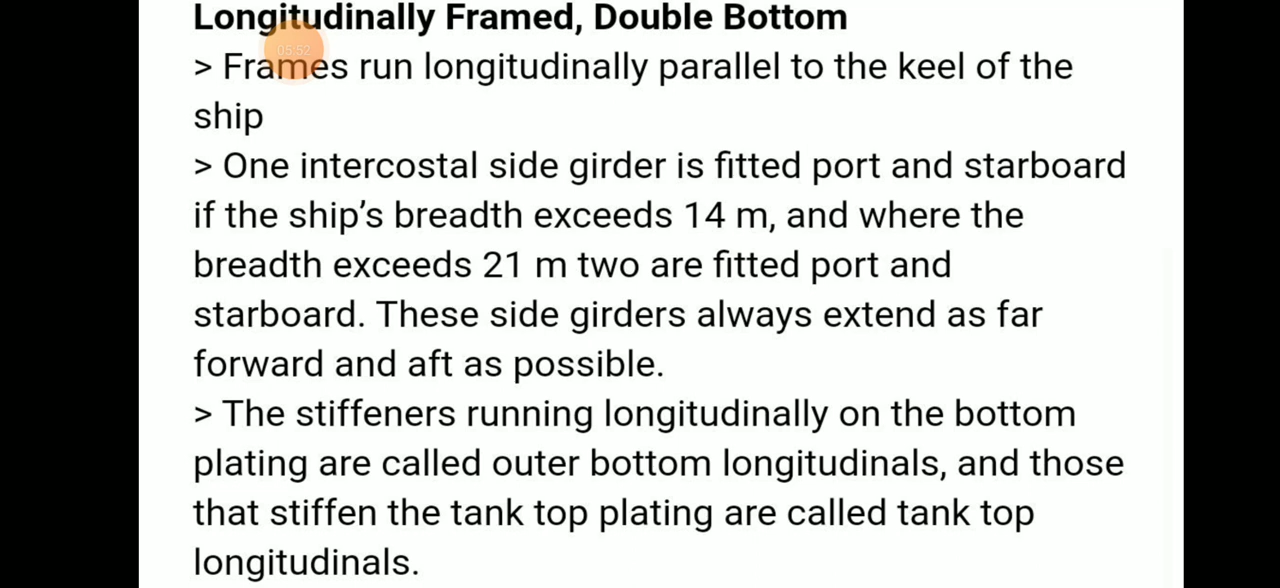 Longitudinally Framed, Double Bottom
05:52
> Frames run longitudinally parallel to the keel of the
ship
> One intercostal side girder is fitted port and starboard
if the ship’s breadth exceeds 14 m, and where the
breadth exceeds 21 m two are fitted port and
starboard. These side girders always extend as far
forward and aft as possible.
> The stiffeners running longitudinally on the bottom
plating are called outer bottom longitudinals, and those
that stiffen the tank top plating are called tank top
longitudinals.